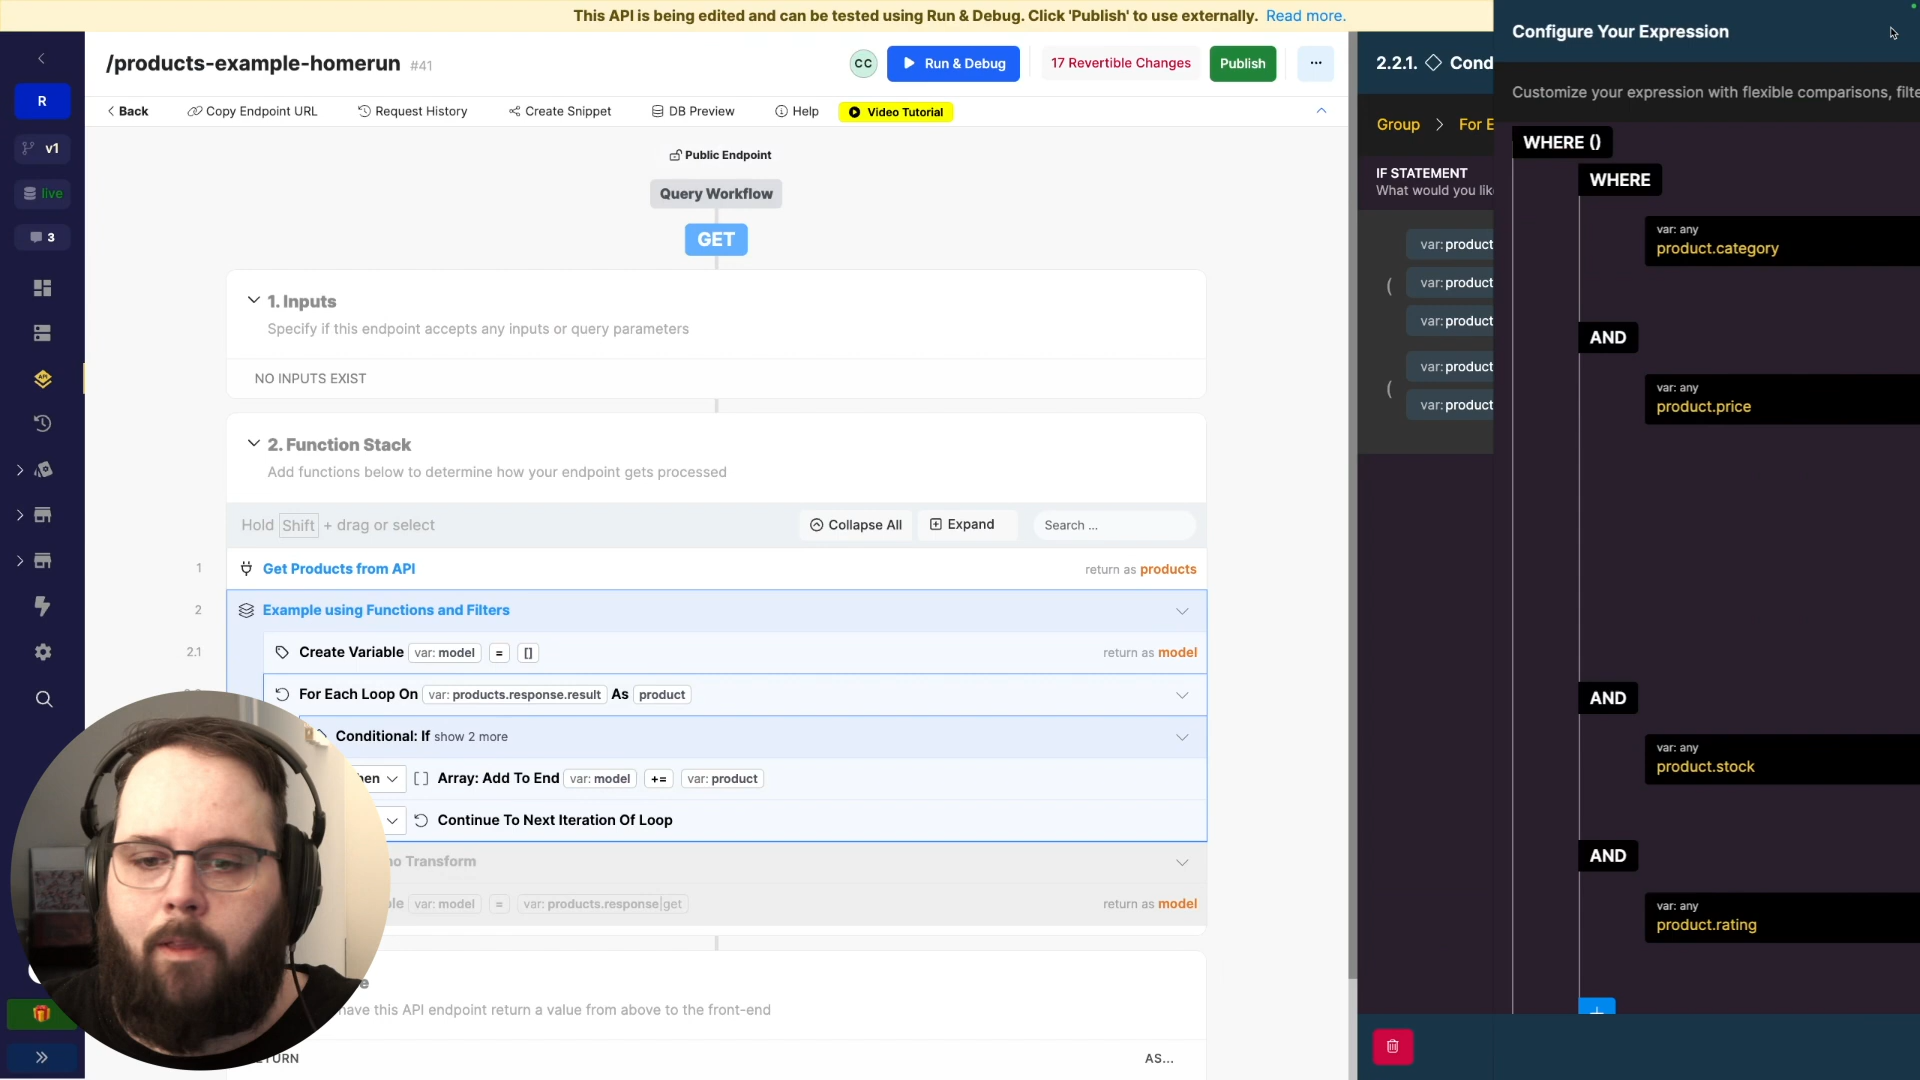 This API is being edited and can be tested using Run & Debug. Click 'Publish' to use externally. Read more.
R
v1
live
3
/products-example-homerun #41
CC
Run & Debug
17 Revertible Changes
Publish
Back
Copy Endpoint URL
Request History
Create Snippet
DB Preview
Help
Video Tutorial
Public Endpoint
Query Workflow
GET
1. Inputs
Specify if this endpoint accepts any inputs or query parameters
NO INPUTS EXIST
2. Function Stack
Add functions below to determine how your endpoint gets processed
Hold Shift + drag or select
Collapse All
Expand
Search ...
1 Get Products from API return as products
2 Example using Functions and Filters
2.1 Create Variable var: model = [] return as model
For Each Loop On var: products.response.result As product
Conditional: If show 2 more
hen [ ] Array: Add To End var: model += var: product
Continue To Next Iteration Of Loop
no Transform
var: model = var: products.response|get return as model
have this API endpoint return a value from above to the front-end
TURN AS...
2.2.1. Cond
Group > For E
IF STATEMENT
What would you lik
var: product
( var: product
var: product
var: product
( var: product
Configure Your Expression
Customize your expression with flexible comparisons, filte
WHERE ()
WHERE
var: any
product.category
AND
var: any
product.price
AND
var: any
product.stock
AND
var: any
product.rating